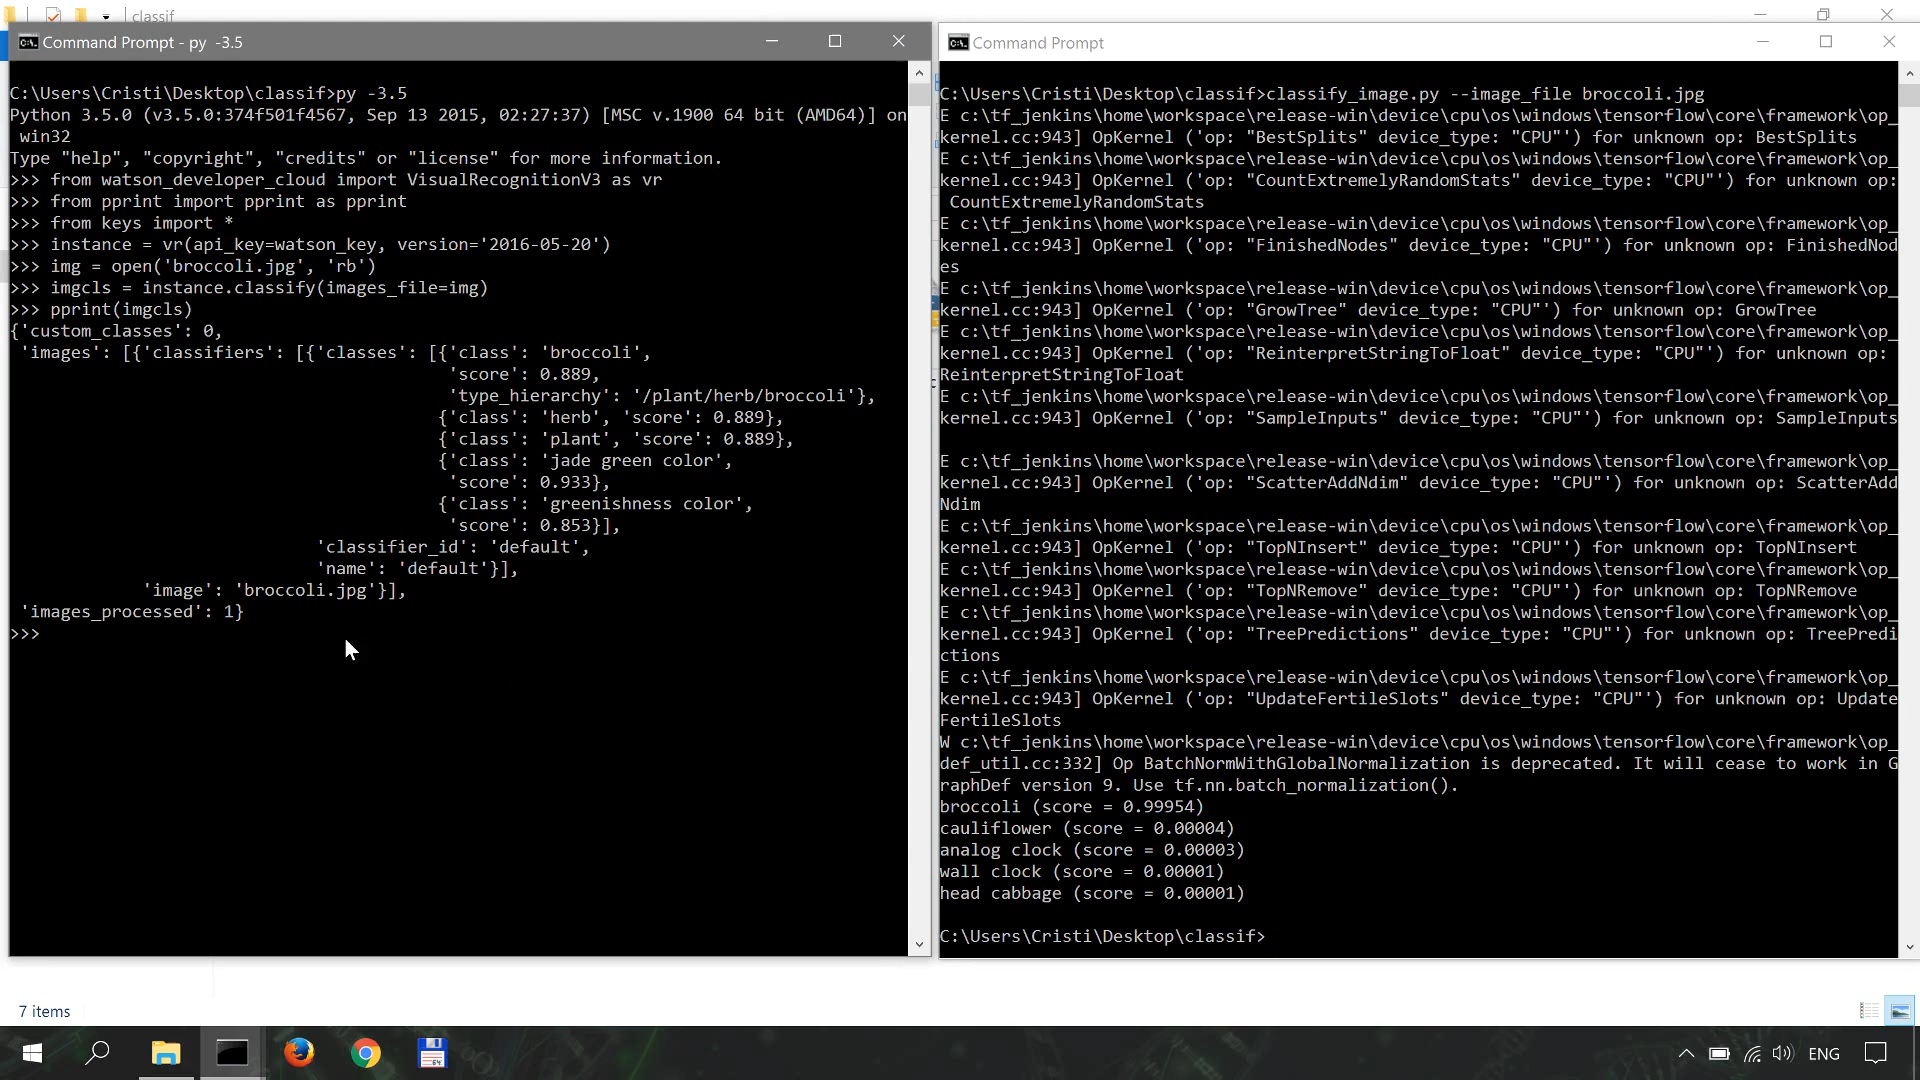 classif
Command Prompt - py  -3.5
C:\Users\Cristi\Desktop\classif>py -3.5
Python 3.5.0 (v3.5.0:374f501f4567, Sep 13 2015, 02:27:37) [MSC v.1900 64 bit (AMD64)] on
 win32
Type "help", "copyright", "credits" or "license" for more information.
>>> from watson_developer_cloud import VisualRecognitionV3 as vr
>>> from pprint import pprint as pprint
>>> from keys import *
>>> instance = vr(api_key=watson_key, version='2016-05-20')
>>> img = open('broccoli.jpg', 'rb')
>>> imgcls = instance.classify(images_file=img)
>>> pprint(imgcls)
{'custom_classes': 0,
 'images': [{'classifiers': [{'classes': [{'class': 'broccoli',
'score': 0.889,
'type_hierarchy': '/plant/herb/broccoli'},
{'class': 'herb', 'score': 0.889},
{'class': 'plant', 'score': 0.889},
{'class': 'jade green color',
'score': 0.933},
{'class': 'greenishness color',
'score': 0.853}],
'classifier_id': 'default',
'name': 'default'}],
'image': 'broccoli.jpg'}],
 'images_processed': 1}
>>>
Command Prompt
C:\Users\Cristi\Desktop\classif>classify_image.py --image_file broccoli.jpg
E c:\tf_jenkins\home\workspace\release-win\device\cpu\os\windows\tensorflow\core\framework\op_
kernel.cc:943] OpKernel ('op: "BestSplits" device_type: "CPU"') for unknown op: BestSplits
E c:\tf_jenkins\home\workspace\release-win\device\cpu\os\windows\tensorflow\core\framework\op_
kernel.cc:943] OpKernel ('op: "CountExtremelyRandomStats" device_type: "CPU"') for unknown op:
 CountExtremelyRandomStats
E c:\tf_jenkins\home\workspace\release-win\device\cpu\os\windows\tensorflow\core\framework\op_
kernel.cc:943] OpKernel ('op: "FinishedNodes" device_type: "CPU"') for unknown op: FinishedNod
es
E c:\tf_jenkins\home\workspace\release-win\device\cpu\os\windows\tensorflow\core\framework\op_
kernel.cc:943] OpKernel ('op: "GrowTree" device_type: "CPU"') for unknown op: GrowTree
E c:\tf_jenkins\home\workspace\release-win\device\cpu\os\windows\tensorflow\core\framework\op_
kernel.cc:943] OpKernel ('op: "ReinterpretStringToFloat" device_type: "CPU"') for unknown op:
ReinterpretStringToFloat
E c:\tf_jenkins\home\workspace\release-win\device\cpu\os\windows\tensorflow\core\framework\op_
kernel.cc:943] OpKernel ('op: "SampleInputs" device_type: "CPU"') for unknown op: SampleInputs
E c:\tf_jenkins\home\workspace\release-win\device\cpu\os\windows\tensorflow\core\framework\op_
kernel.cc:943] OpKernel ('op: "ScatterAddNdim" device_type: "CPU"') for unknown op: ScatterAdd
Ndim
E c:\tf_jenkins\home\workspace\release-win\device\cpu\os\windows\tensorflow\core\framework\op_
kernel.cc:943] OpKernel ('op: "TopNInsert" device_type: "CPU"') for unknown op: TopNInsert
E c:\tf_jenkins\home\workspace\release-win\device\cpu\os\windows\tensorflow\core\framework\op_
kernel.cc:943] OpKernel ('op: "TopNRemove" device_type: "CPU"') for unknown op: TopNRemove
E c:\tf_jenkins\home\workspace\release-win\device\cpu\os\windows\tensorflow\core\framework\op_
kernel.cc:943] OpKernel ('op: "TreePredictions" device_type: "CPU"') for unknown op: TreePredi
ctions
E c:\tf_jenkins\home\workspace\release-win\device\cpu\os\windows\tensorflow\core\framework\op_
kernel.cc:943] OpKernel ('op: "UpdateFertileSlots" device_type: "CPU"') for unknown op: Update
FertileSlots
W c:\tf_jenkins\home\workspace\release-win\device\cpu\os\windows\tensorflow\core\framework\op_
def_util.cc:332] Op BatchNormWithGlobalNormalization is deprecated. It will cease to work in G
raphDef version 9. Use tf.nn.batch_normalization().
broccoli (score = 0.99954)
cauliflower (score = 0.00004)
analog clock (score = 0.00003)
wall clock (score = 0.00001)
head cabbage (score = 0.00001)
C:\Users\Cristi\Desktop\classif>
7 items
64
ENG